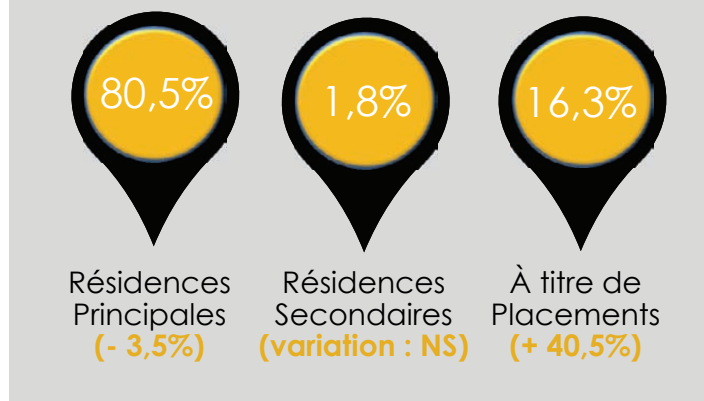 80,5%
1,8%
16,3%
Résidences
Principales
(- 3,5%)
Résidences
Secondaires
(variation : NS)
À titre de
Placements
(+ 40,5%)